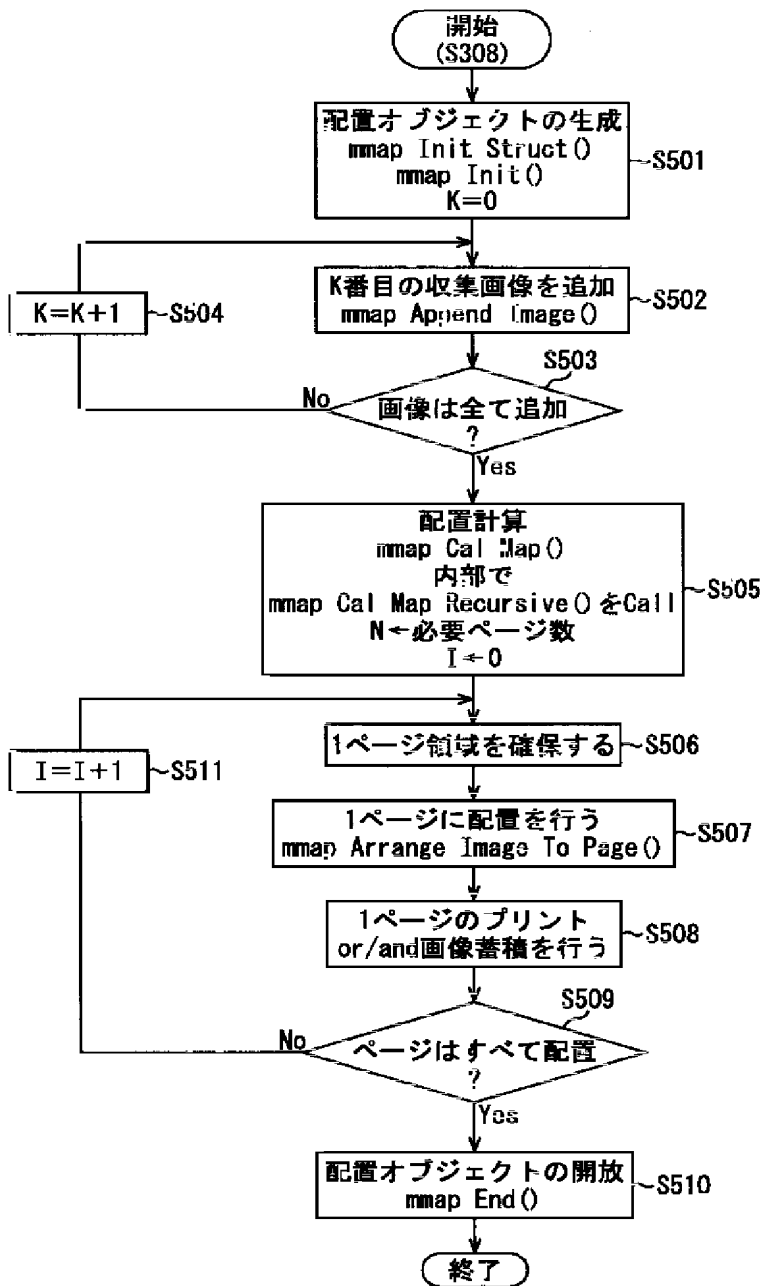 開始
(S308)
配置オブジェクトの生成
mmap Init Struct()
mmap Init()
K=0
S501
K番目の収集画像を追加
mmap Append Image()
S502
K=K+1
S504
S503
No
画像は全て追加
?
Yes
配置計算
mmap Cal Map()
内部で
mmap Cal Map Recursive()をCall
N←必要ページ数
I←0
S505
1ページ領域を確保する
S506
I=I+1
S511
1ページに配置を行う
mmap Arrange Image To Page()
S507
1ページのプリント
or/and画像蓄積を行う
S508
S509
No
ページはすべて配置
?
Yes
配置オブジェクトの開放
mmap End()
S510
終了